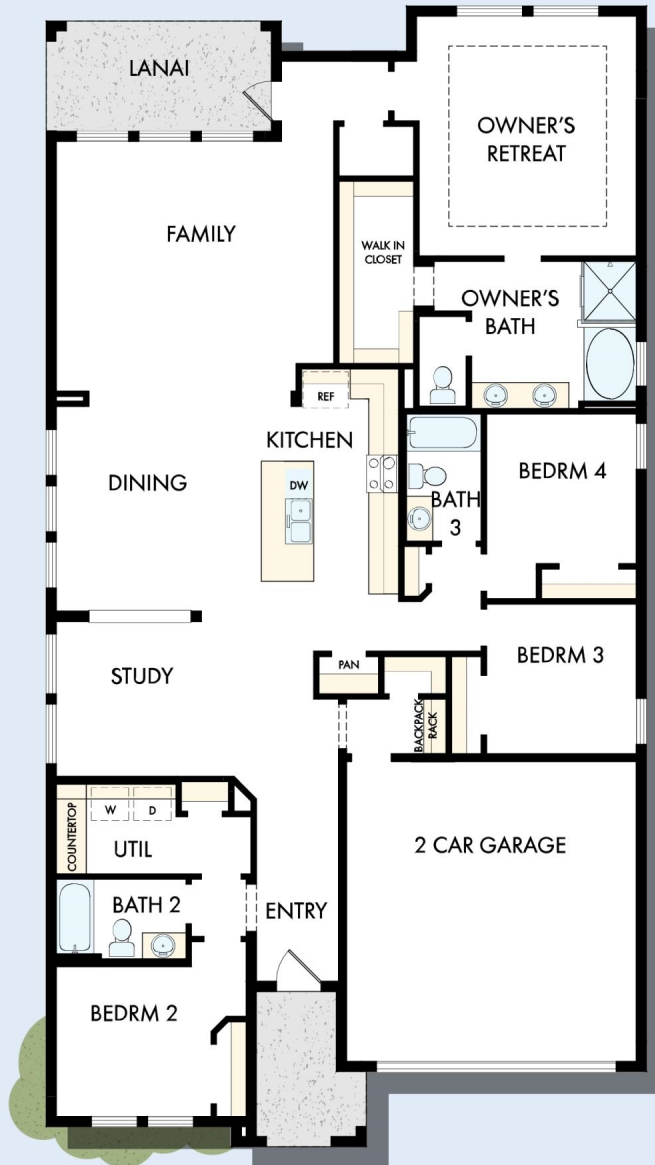 LANAI
OWNER'S
RETREAT
FAMILY
WALK IN
CLOSET
OWNER'S
BATH
REF
KITCHEN
DINING
DW
BATH
3
BEDRM 4
STUDY
PAN
BEDRM 3
BACKPACK
RACK
COUNTERTOP
W
D
UTIL
2 CAR GARAGE
BATH 2
ENTRY
BEDRM 2